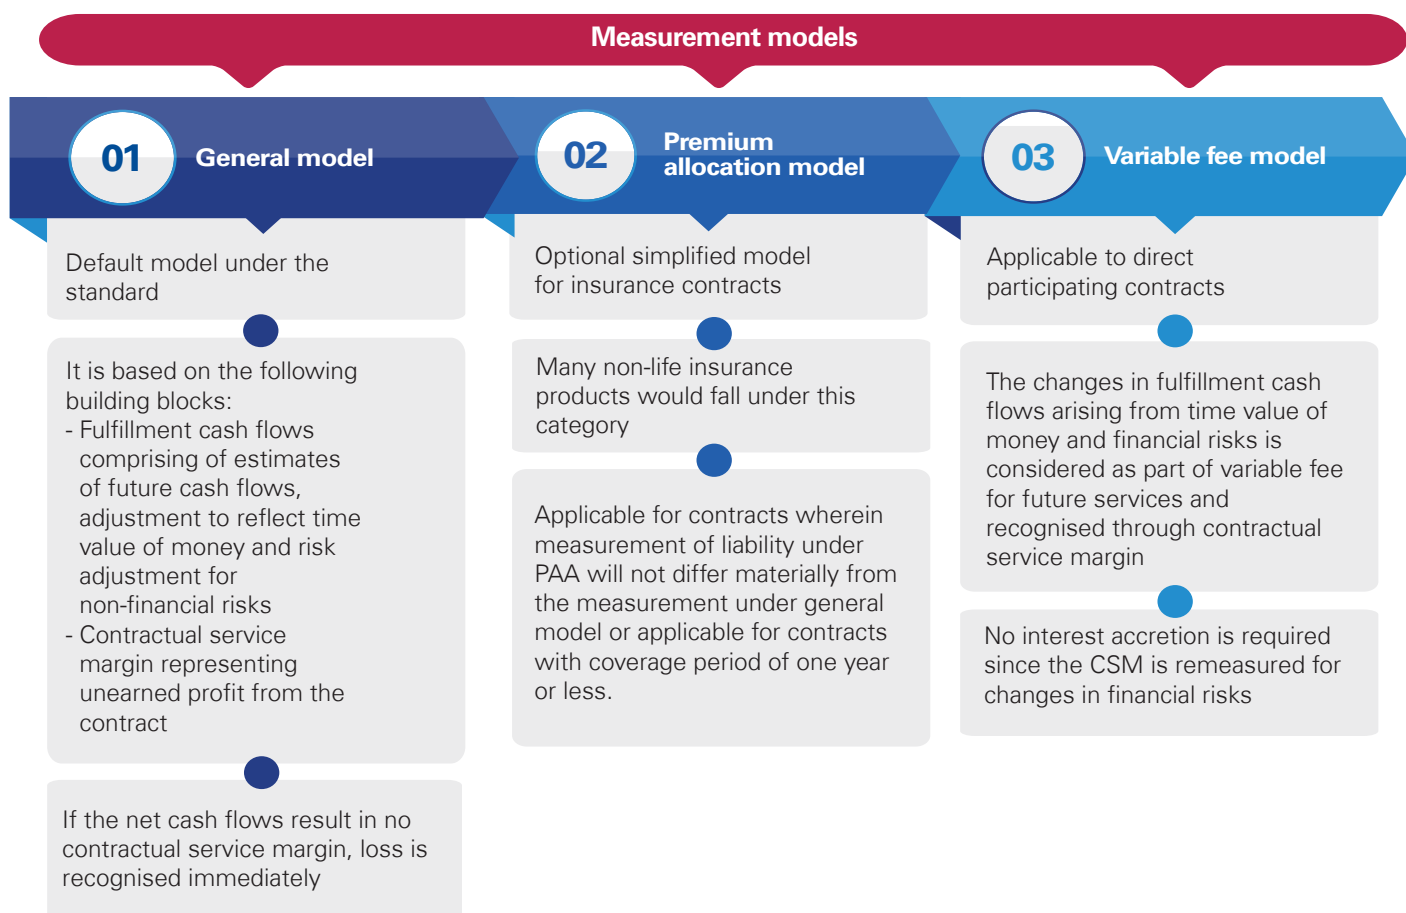 Measurement models
01
General model
Default model under the
standard
It is based on the following
building blocks:
- Fulfillment cash flows
comprising of estimates
of future cash flows,
adjustment to reflect time
value of money and risk
adjustment for
non-financial risks
- Contractual service
margin representing
unearned profit from the
contract
If the net cash flows result in no
contractual service margin, loss is
recognised immediately
02
Premium
allocation model
Optional simplified model
for insurance contracts
Many non-life insurance
products would fall under this
category
Applicable for contracts wherein
measurement of liability under
PAA will not differ materially from
the measurement under general
model or applicable for contracts
with coverage period of one year
or less.
03
Variable fee model
Applicable to direct
participating contracts
The changes in fulfillment cash
flows arising from time value of
money and financial risks is
considered as part of variable fee
for future services and
recognised through contractual
service margin
No interest accretion is required
since the CSM is remeasured for
changes in financial risks